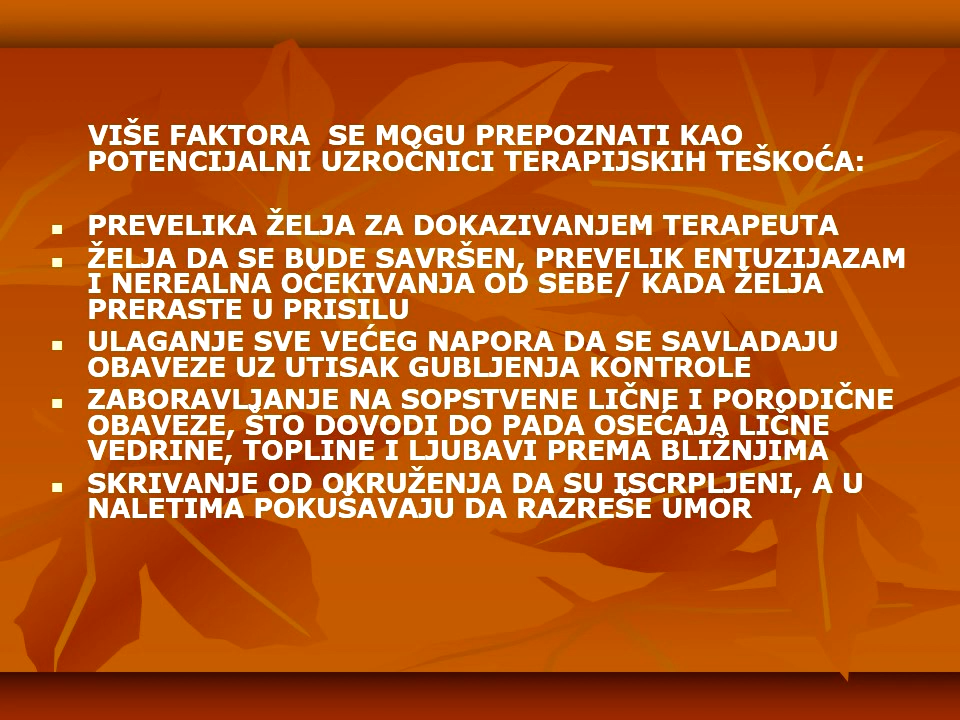 VIŠE FAKTORA SE MOGU PREPOZNATI KAO
POTENCIJALNI UZROČNICI TERAPIJSKIH TEŠKOĆA:
PREVELIKA ŽELJA ZA DOKAZIVANJEM TERAPEUTA
ŽELJA DA SE BUDE SAVRŠEN, PREVELIK ENTUZIJAZAM
I NEREALNA OČEKIVANJA OD SEBE/ KADA ŽELJA
PRERASTE U PRISILU
ULAGANJE SVE VEĆEG NAPORA DA SE SAVLADAJU
OBAVEZE UZ UTISAK GUBLJENJA KONTROLE
ZABORAVLJANJE NA SOPSTVENE LIČNE I PORODIČNE
OBAVEZE, ŠTO DOVODI DO PADA OSEĆAJA LIČNE
VEDRINE, TOPLINE I LJUBAVI PREMA BLIŽNJIMA
SKRIVANJE OD OKRUŽENJA DA SU ISCRPLJENI, A U
NALETIMA POKUŠAVAJU DA RAZREŠE UMOR